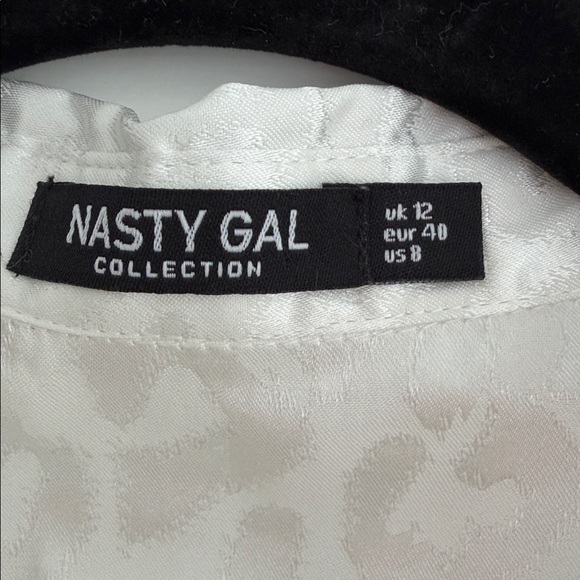 NASTY GAL
COLLECTION
uk 12
eur 40
us 8